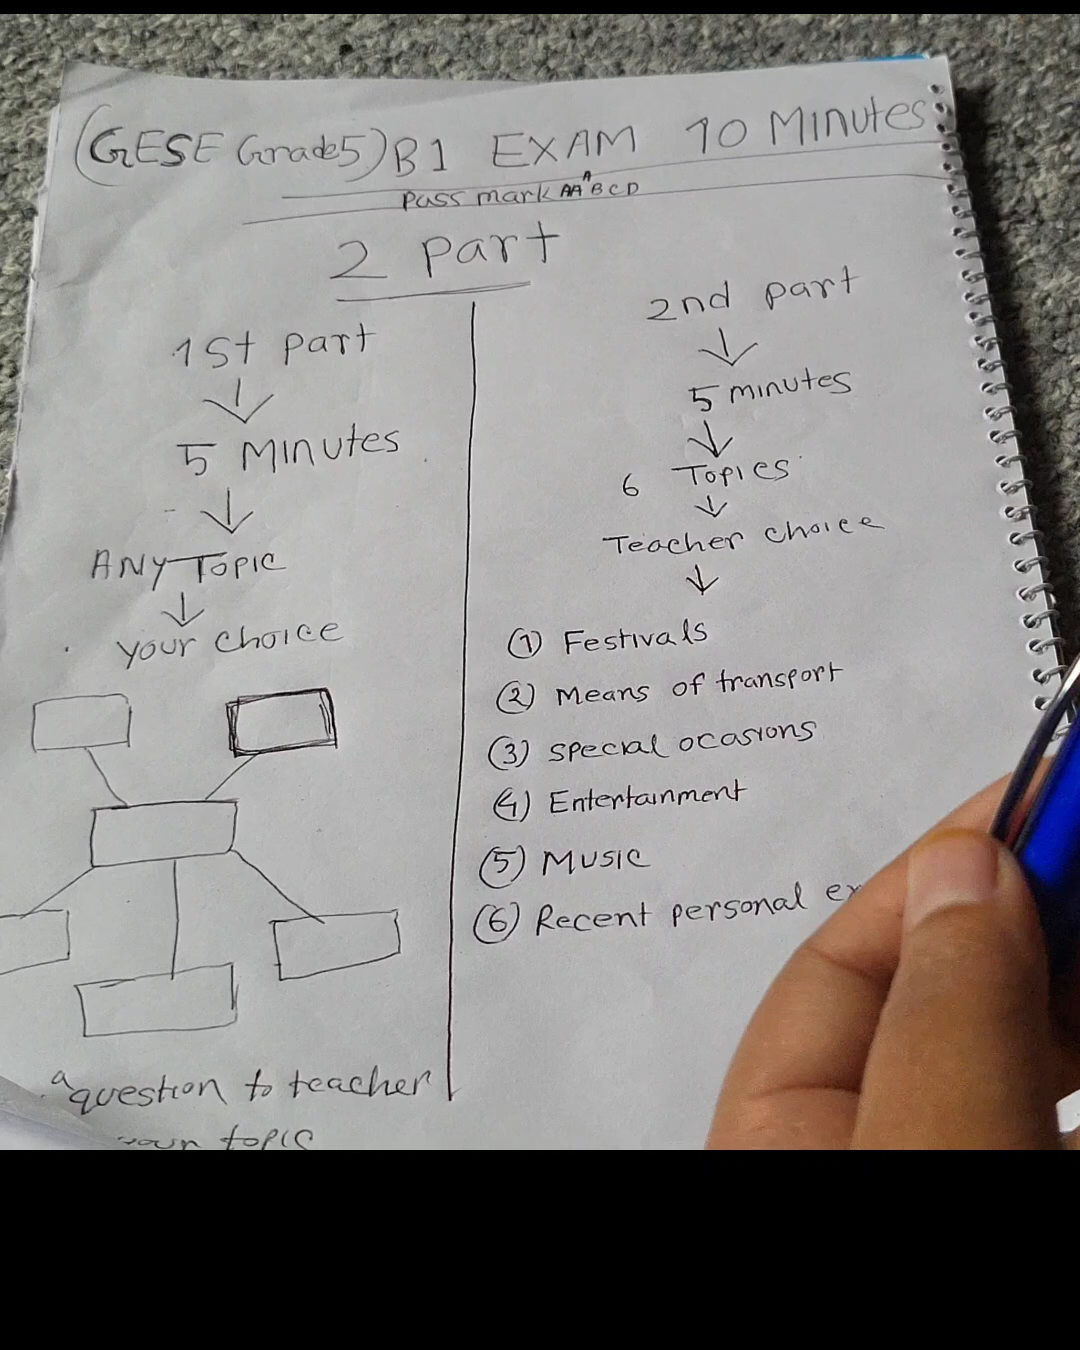 (GESE Grade5) B1 EXAM 10 Minutes
Pass mark AA A B C D
2 part
1st part
5 Minutes
ANY TOPIC
your choice
a question to teacher
your topic
2nd part
5 minutes
6 Topics
Teacher choice
① Festivals
② Means of transport
③ special ocasions
④ Entertainment
⑤ Music
⑥ Recent personal